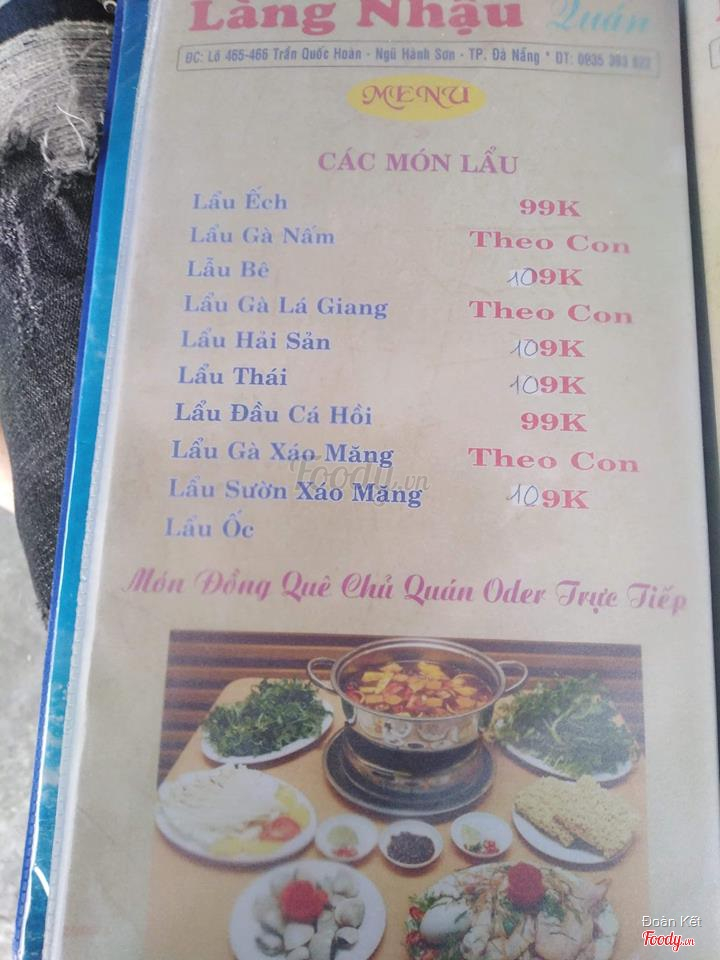 Làng Nhậu Quán
ĐC: Lô 465-466 Trần Quốc Hoàn - Ngũ Hành Sơn - TP. Đà Nẵng * ĐT: 0935 393 622
MENU
CÁC MÓN LẨU
Lẩu Ếch 99K
Lẩu Gà Nấm Theo Con
Lẩu Bê 109K
Lẩu Gà Lá Giang Theo Con
Lẩu Hải Sản 109K
Lẩu Thái 109K
Lẩu Đầu Cá Hồi 99K
Lẩu Gà Xáo Măng Theo Con
Lẩu Sườn Xáo Măng 109K
Lẩu Ốc
Món Đồng Quê Chủ Quán Oder Trực Tiếp
Foody.vn
Đoàn Kết
Foody.vn